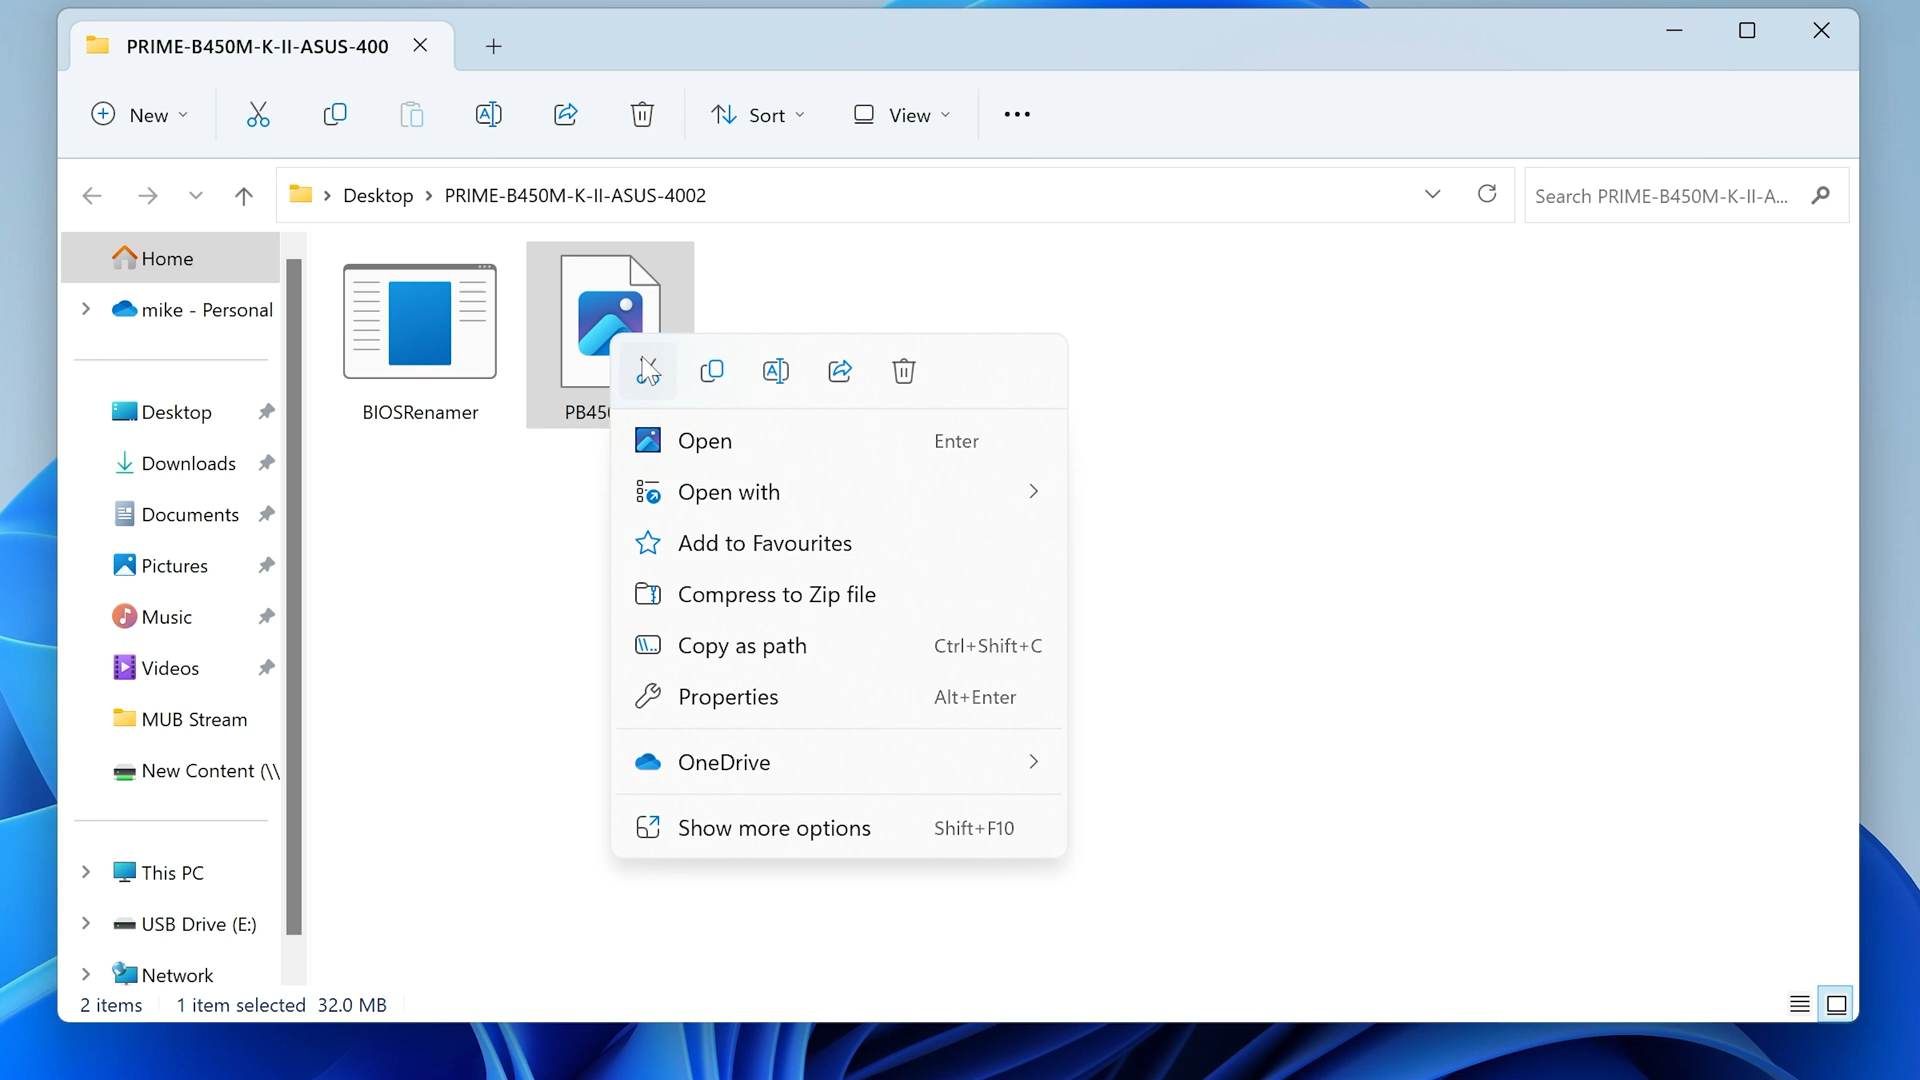 PRIME-B450M-K-II-ASUS-400
New
Sort
View
Desktop
PRIME-B450M-K-II-ASUS-4002
Search PRIME-B450M-K-II-A...
Home
mike - Personal
Desktop
Downloads
Documents
Pictures
Music
Videos
MUB Stream
New Content (\\
This PC
USB Drive (E:)
Network
BIOSRenamer
PB450
Open Enter
Open with
Add to Favourites
Compress to Zip file
Copy as path Ctrl+Shift+C
Properties Alt+Enter
OneDrive
Show more options Shift+F10
2 items 1 item selected 32.0 MB